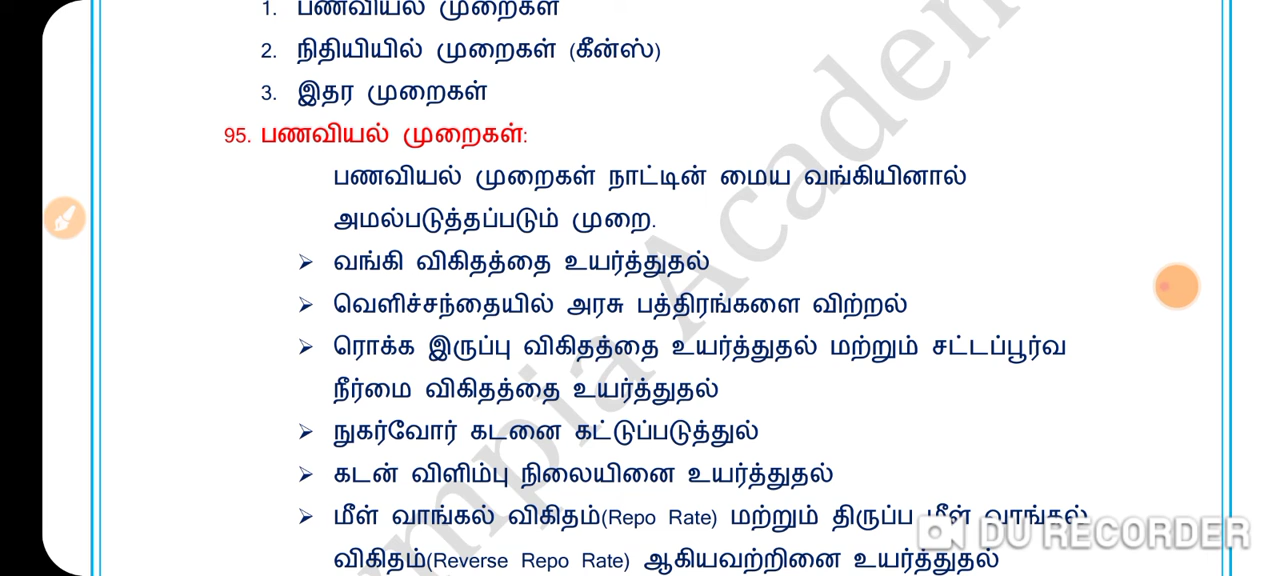 1. பணவியல் முறைகள்
2. நிதியியில் முறைகள் (கீன்ஸ்)
3. இதர முறைகள்
95. பணவியல் முறைகள்:
பணவியல் முறைகள் நாட்டின் மைய வங்கியினால்
அமல்படுத்தப்படும் முறை.
➢ வங்கி விகிதத்தை உயர்த்துதல்
➢ வெளிச்சந்தையில் அரசு பத்திரங்களை விற்றல்
➢ ரொக்க இருப்பு விகிதத்தை உயர்த்துதல் மற்றும் சட்டப்பூர்வ
நீர்மை விகிதத்தை உயர்த்துதல்
➢ நுகர்வோர் கடனை கட்டுப்படுத்துல்
➢ கடன் விளிம்பு நிலையினை உயர்த்துதல்
➢ மீள் வாங்கல் விகிதம்(Repo Rate) மற்றும் திருப்ப மீள் வாங்கல்
விகிதம்(Reverse Repo Rate) ஆகியவற்றினை உயர்த்துதல்
DU RECORDER